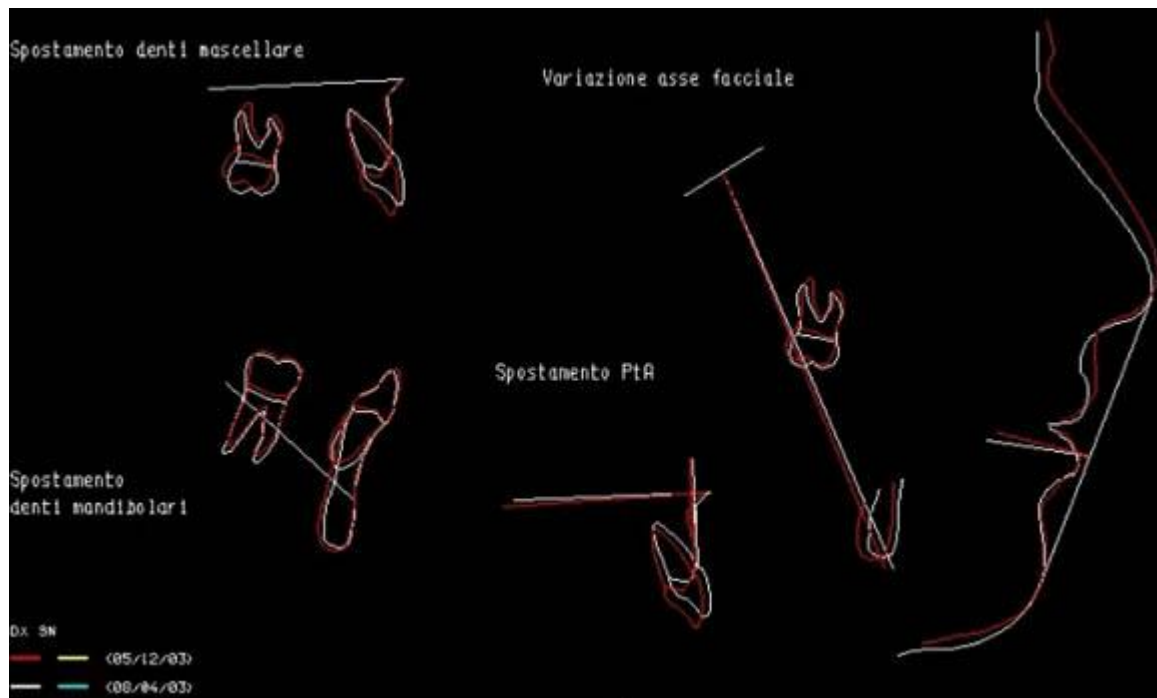 Spostamento denti mascellare
Variazione asse facciale
Spostamento PtA
Spostamento
denti mandibolari
DX SN
(05/12/03)
(08/04/03)